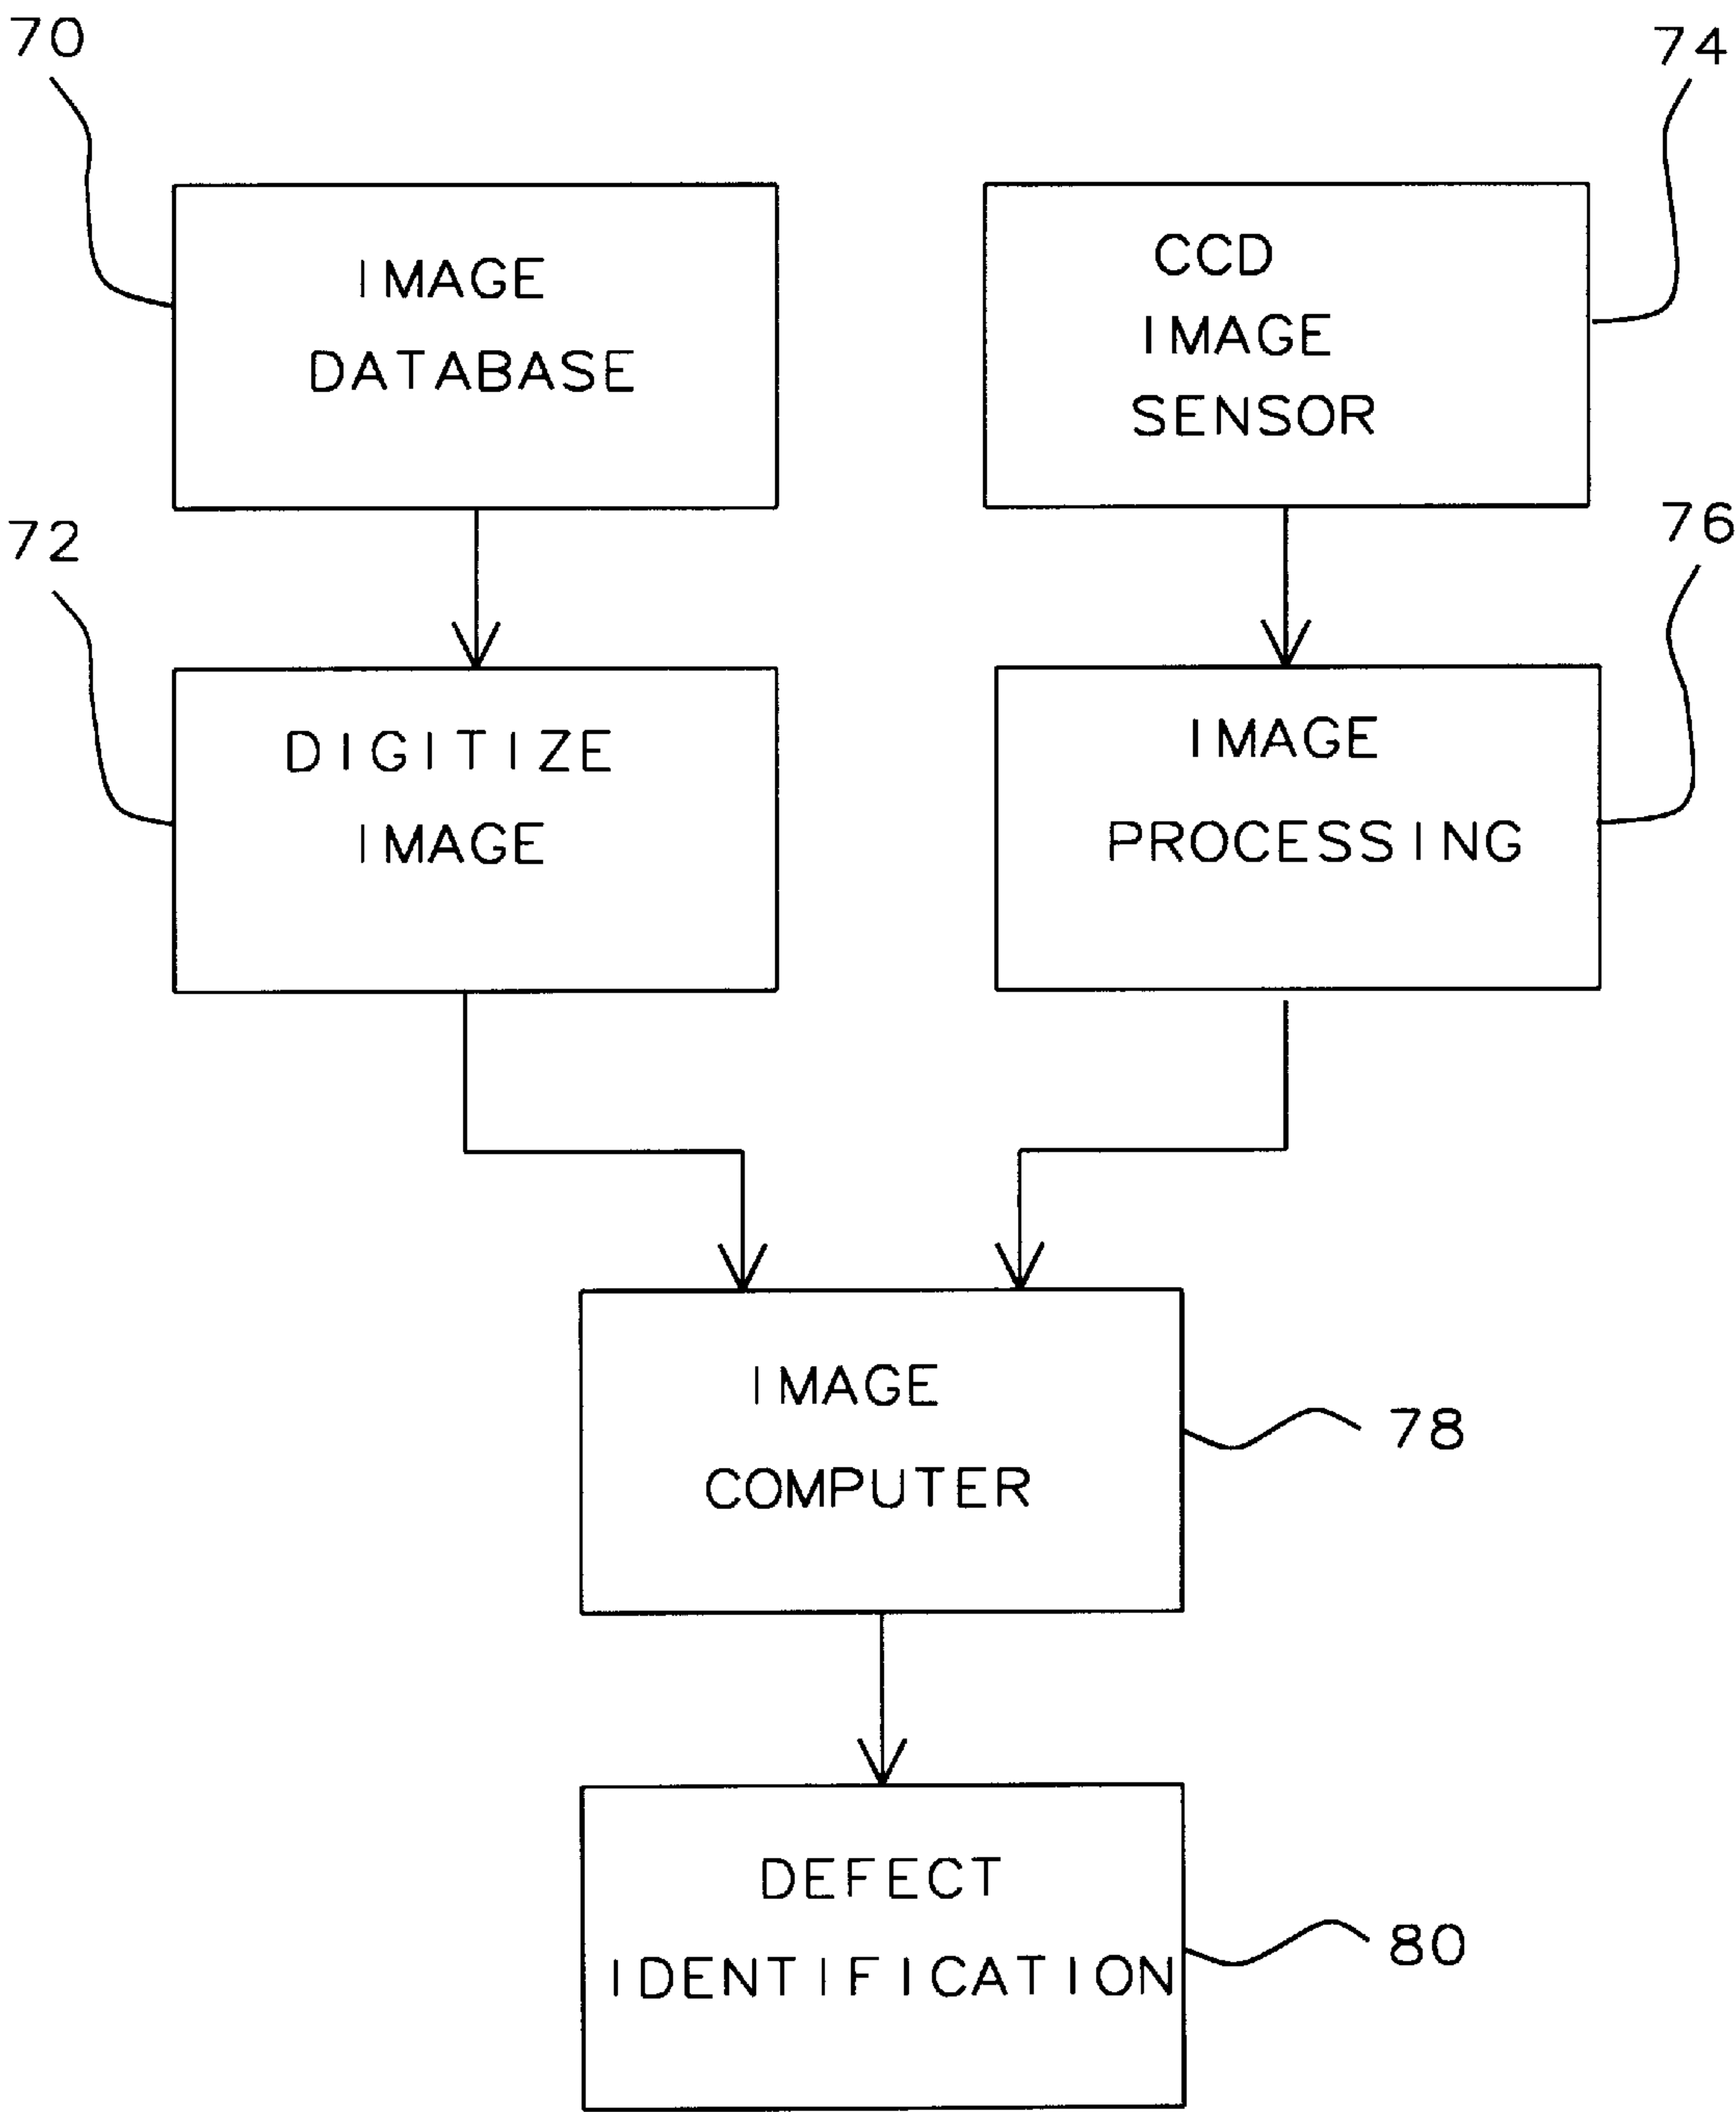 70
74
IMAGE
DATABASE
CCD
IMAGE
SENSOR
72
76
DIGITIZE
IMAGE
IMAGE
PROCESSING
IMAGE
COMPUTER
78
DEFECT
IDENTIFICATION
80